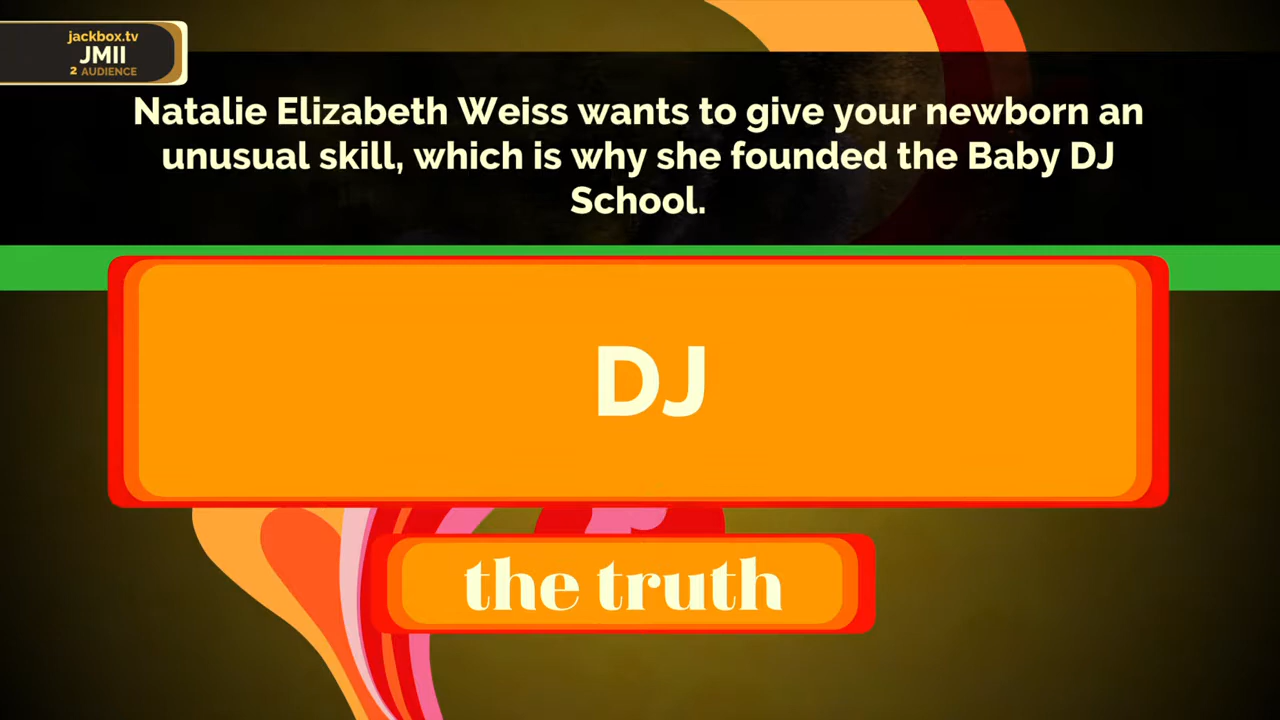 jackbox.tv
JMII
2 AUDIENCE
Natalie Elizabeth Weiss wants to give your newborn an
unusual skill, which is why she founded the Baby DJ
School.
DJ
the truth